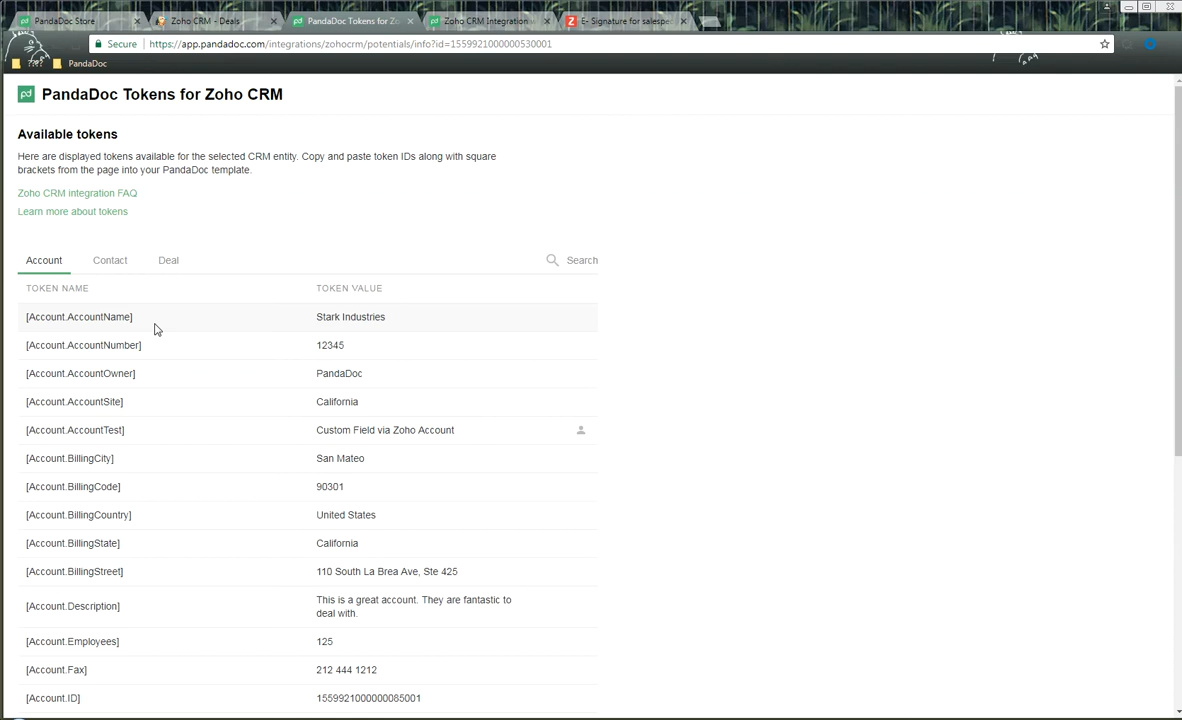 PandaDoc Store
Zoho CRM - Deals
PandaDoc Tokens for Zo
Zoho CRM Integration
E- Signature for salespe
Secure
https://app.pandadoc.com/integrations/zohocrm/potentials/info?id=1559921000000530001
????
PandaDoc
pd PandaDoc Tokens for Zoho CRM
Available tokens
Here are displayed tokens available for the selected CRM entity. Copy and paste token IDs along with square
brackets from the page into your PandaDoc template.
Zoho CRM integration FAQ
Learn more about tokens
Account Contact Deal Search
TOKEN NAME TOKEN VALUE
[Account.AccountName] Stark Industries
[Account.AccountNumber] 12345
[Account.AccountOwner] PandaDoc
[Account.AccountSite] California
[Account.AccountTest] Custom Field via Zoho Account
[Account.BillingCity] San Mateo
[Account.BillingCode] 90301
[Account.BillingCountry] United States
[Account.BillingState] California
[Account.BillingStreet] 110 South La Brea Ave, Ste 425
[Account.Description] This is a great account. They are fantastic to
deal with.
[Account.Employees] 125
[Account.Fax] 212 444 1212
[Account.ID] 1559921000000085001